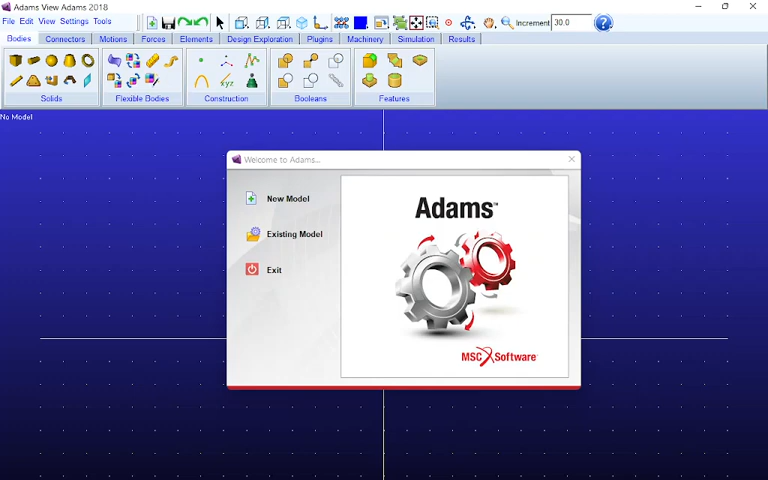 Adams View Adams 2018
File Edit View Settings Tools
Increment 30.0
Bodies Connectors Motions Forces Elements Design Exploration Plugins Machinery Simulation Results
Solids Flexible Bodies Construction Booleans Features
No Model
Welcome to Adams...
New Model
Existing Model
Exit
Adams™
MSC Software